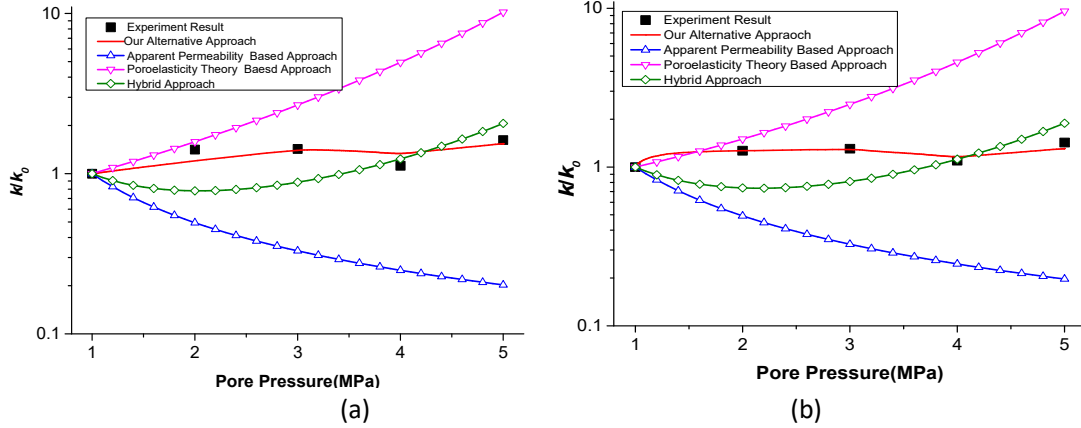 10
Experiment Result
Our Alternative Approach
Apparent Permeability Based Approach
Poroelasticity Theory Baesd Approach
Hybrid Approach
k/k0
1
0.1
1 2 3 4 5
Pore Pressure(MPa)
(a)
10
Experiment Result
Our Alternative Appraoch
Apparent Permeability Based Approach
Poroelasticity Theory Based Approach
Hybrid Approach
k/k0
1
0.1
1 2 3 4 5
Pore Pressure(MPa)
(b)